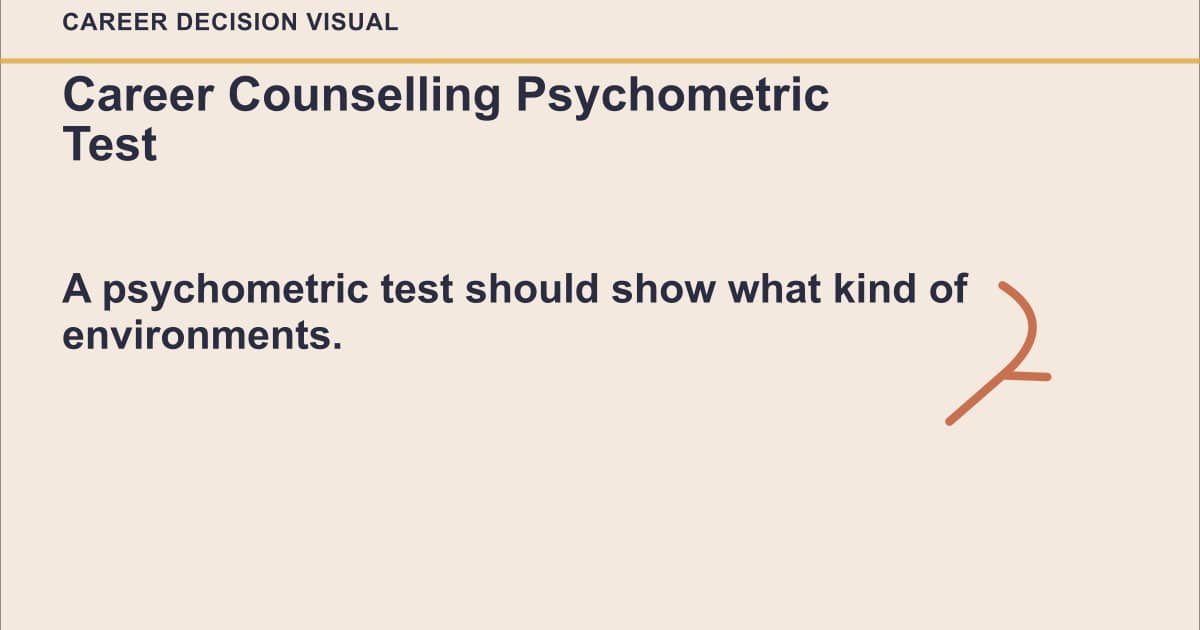 CAREER DECISION VISUAL
Career Counselling Psychometric
Test
A psychometric test should show what kind of
environments.